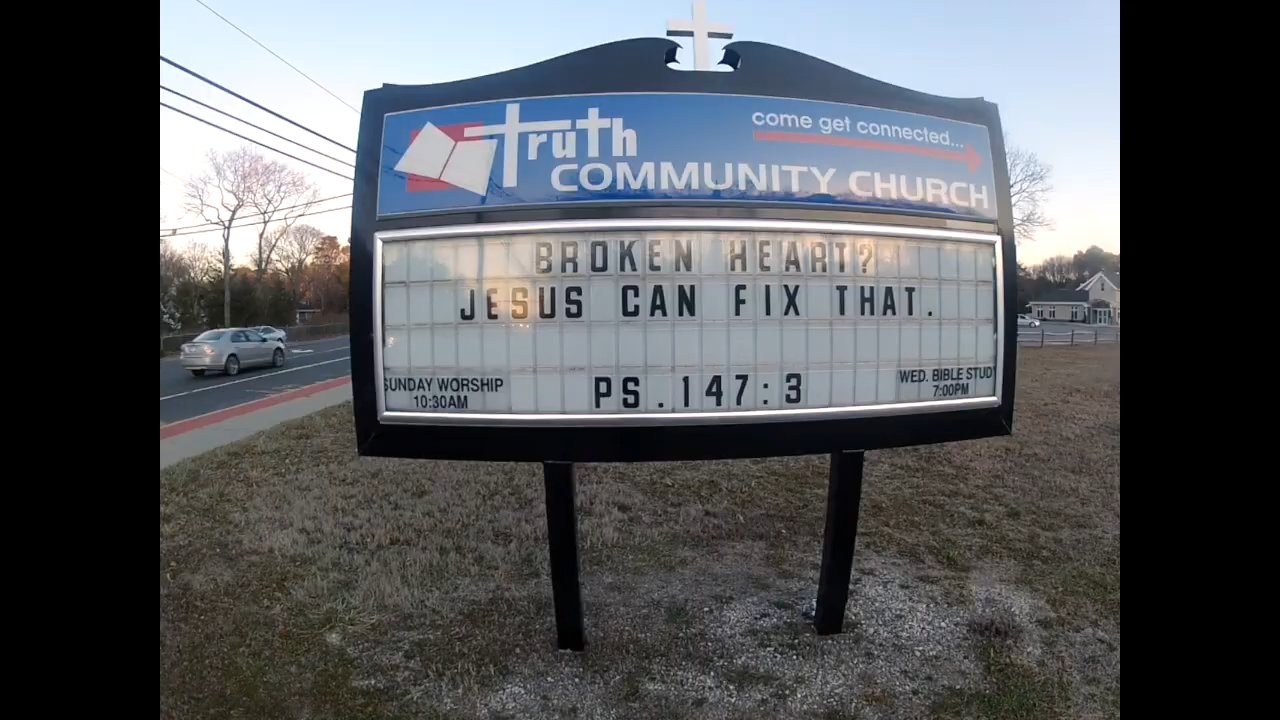 come get connected...
Truth
COMMUNITY CHURCH
BROKEN HEART?
JESUS CAN FIX THAT.
SUNDAY WORSHIP
10:30AM
PS.147:3
WED. BIBLE STUDY
7:00PM